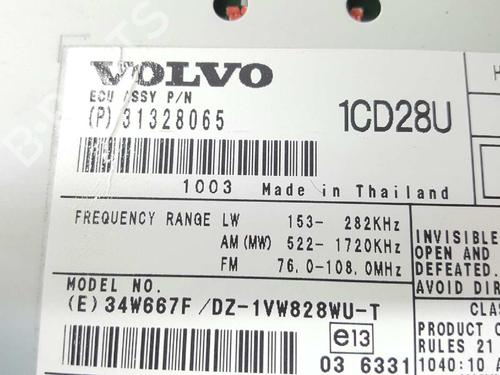 VOLVO
ECU ASSY P/N
(P) 31328065
1CD28U
1003 Made in Thailand
FREQUENCY RANGE LW 153- 282KHz
AM (MW) 522- 1720KHz
FM 76.0-108.0MHz
INVISIBLE
OPEN AND
DEFEATED.
AVOID DIR
MODEL NO.
(E) 34W667F/DZ-1VW828WU-T
e13
03 6331
CLAS
PRODUCT C
RULES 21
1040:10 A